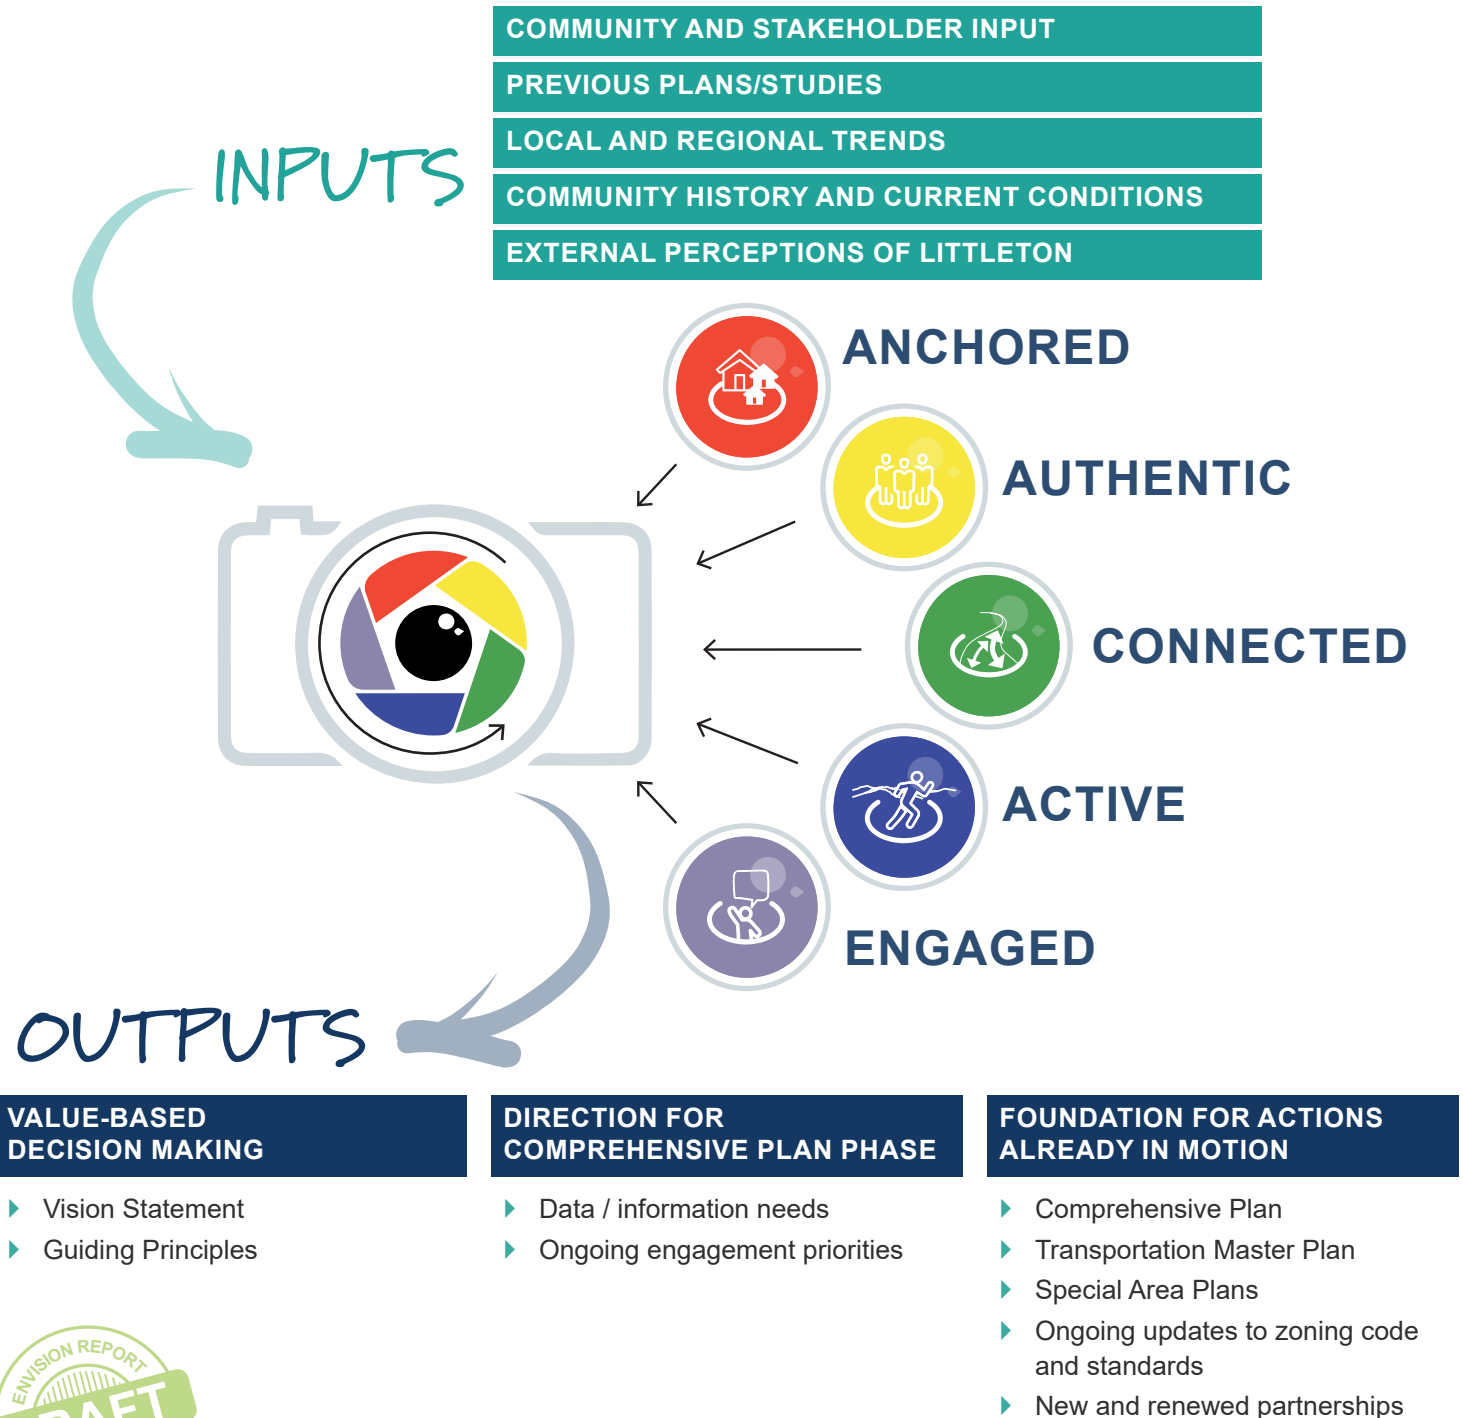 COMMUNITY AND STAKEHOLDER INPUT
PREVIOUS PLANS/STUDIES
LOCAL AND REGIONAL TRENDS
COMMUNITY HISTORY AND CURRENT CONDITIONS
EXTERNAL PERCEPTIONS OF LITTLETON
INPUTS
ANCHORED
AUTHENTIC
CONNECTED
ACTIVE
ENGAGED
OUTPUTS
VALUE-BASED
DECISION MAKING
Vision Statement
Guiding Principles
DIRECTION FOR
COMPREHENSIVE PLAN PHASE
Data / information needs
Ongoing engagement priorities
FOUNDATION FOR ACTIONS
ALREADY IN MOTION
Comprehensive Plan
Transportation Master Plan
Special Area Plans
Ongoing updates to zoning code
and standards
New and renewed partnerships
ENVISION REPORT
DRAFT